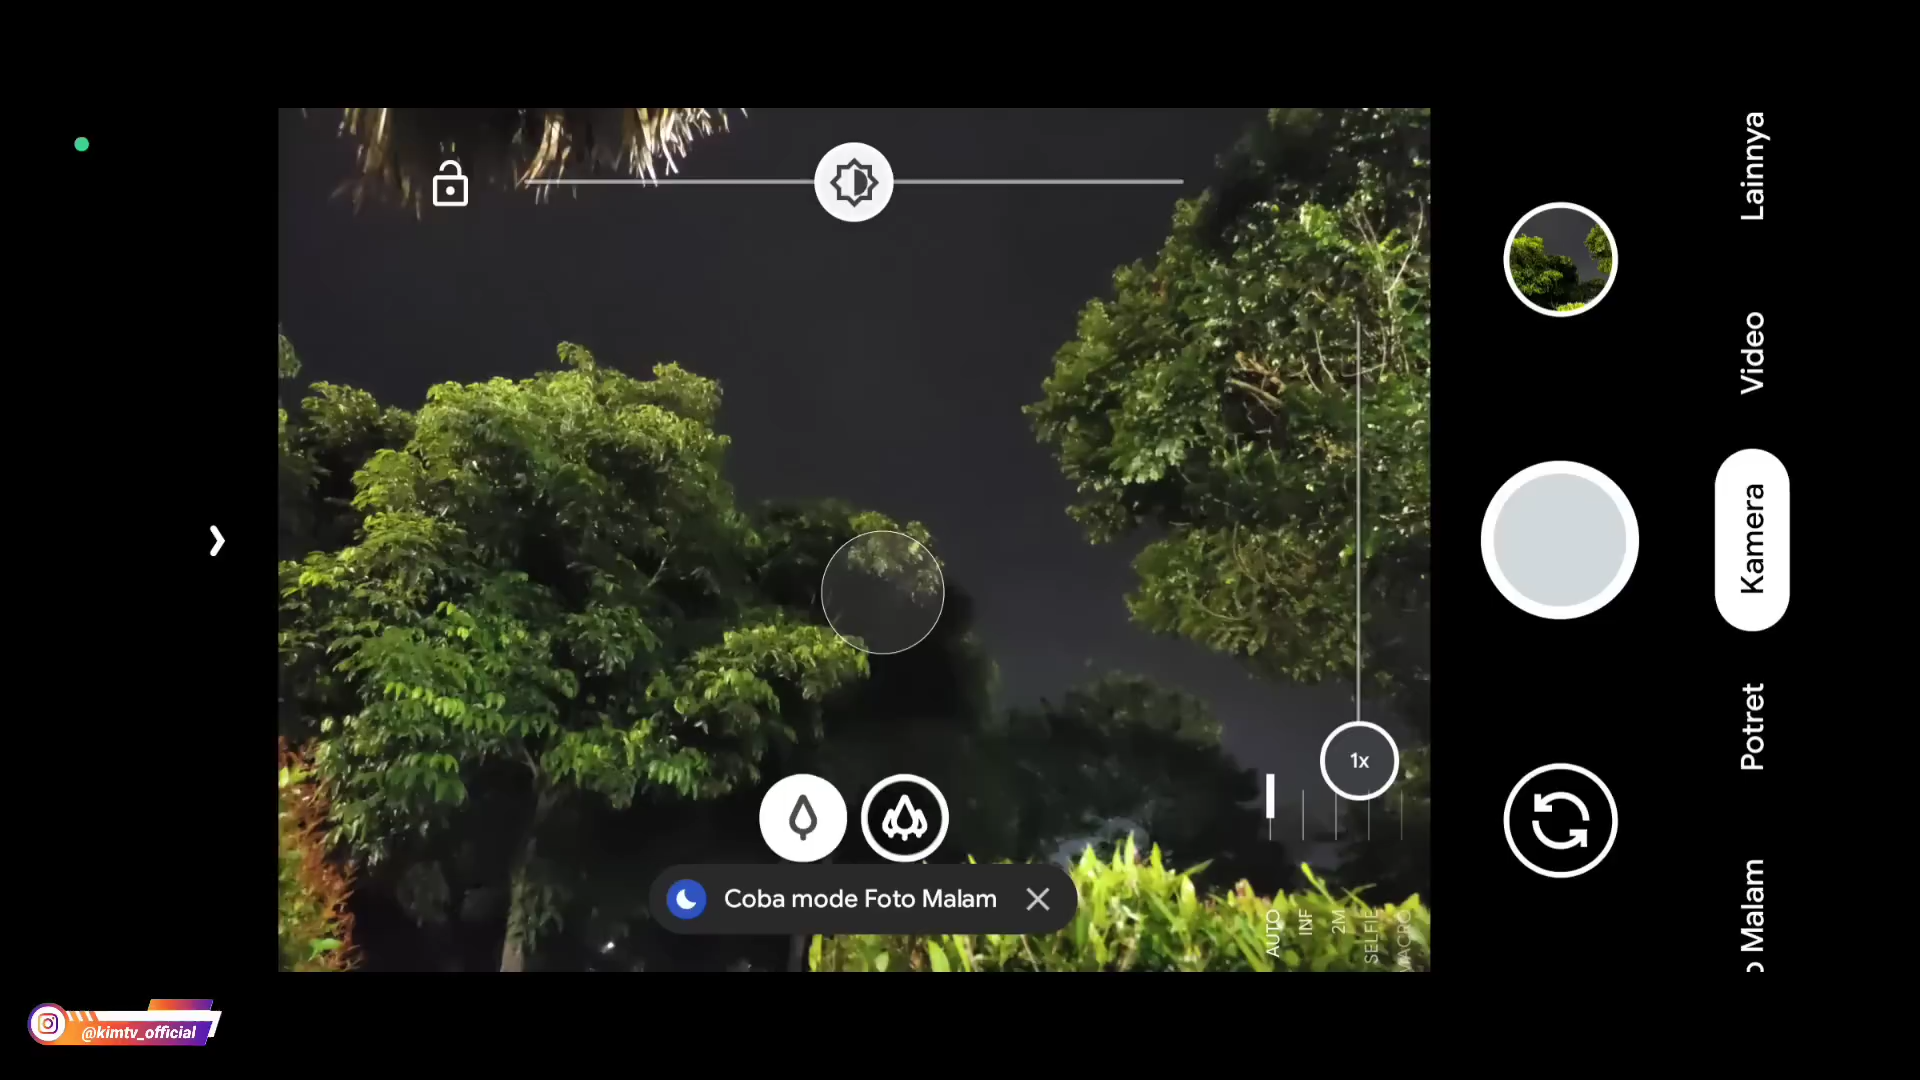 Lainnya
Video
Kamera
Potret
o Malam
1x
AUTO
INF
2M
SELFIE
MACRO
Coba mode Foto Malam
@kimtv_official